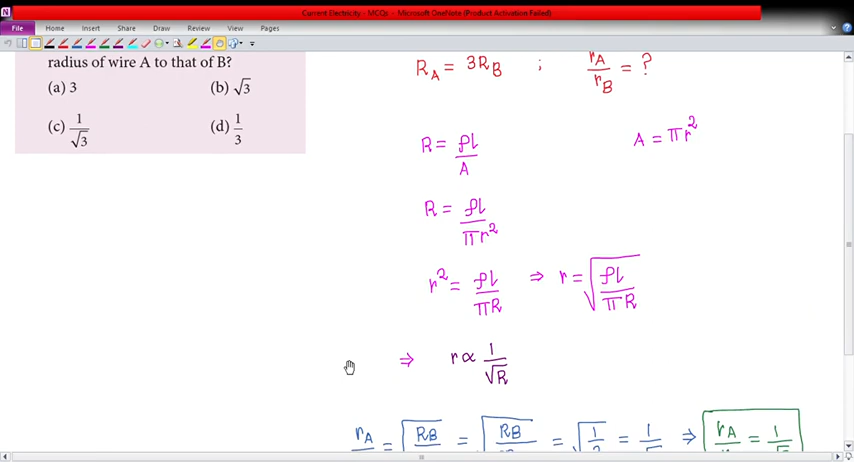 Current Electricity - MCQs - Microsoft OneNote (Product Activation Failed)
File Home Insert Share Draw Review View
radius of wire A to that of B?
(a) 3 (b) √3
(c) 1/√3 (d) 1/3
R_A = 3R_B ; r_A/r_B = ?
R = ρl/A A = πr²
R = ρl/πr²
r² = ρl/πR ⇒ r = √(ρl/πR)
⇒ r ∝ 1/√R